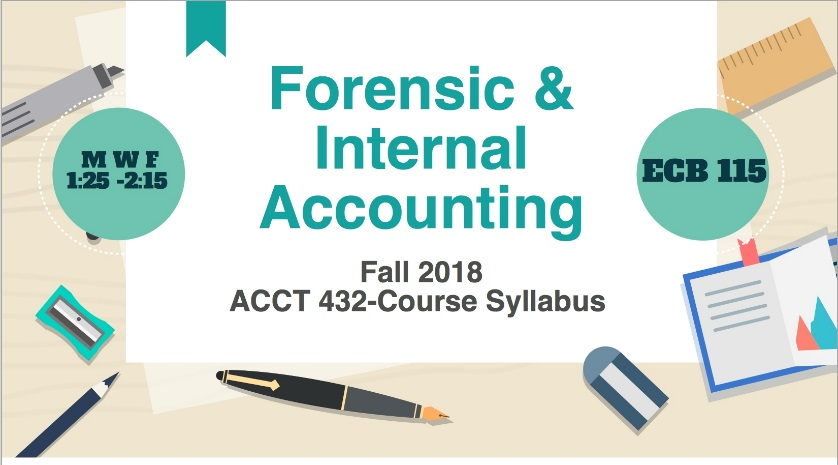 Forensic &
Internal
Accounting
M W F
1:25 -2:15
ECB 115
Fall 2018
ACCT 432-Course Syllabus